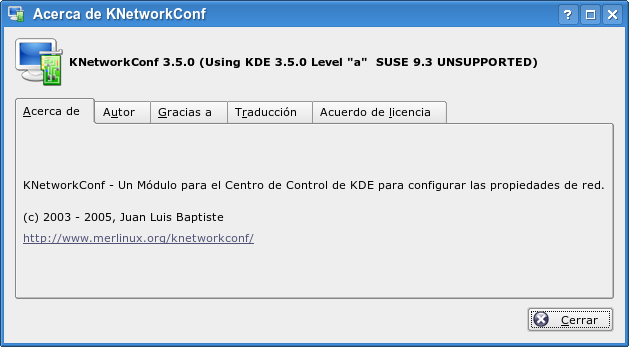 Acerca de KNetworkConf
KNetworkConf 3.5.0 (Using KDE 3.5.0 Level "a" SUSE 9.3 UNSUPPORTED)
Acerca de Autor Gracias a Traducción Acuerdo de licencia
KNetworkConf - Un Módulo para el Centro de Control de KDE para configurar las propiedades de red.
(c) 2003 - 2005, Juan Luis Baptiste
http://www.merlinux.org/knetworkconf/
Cerrar